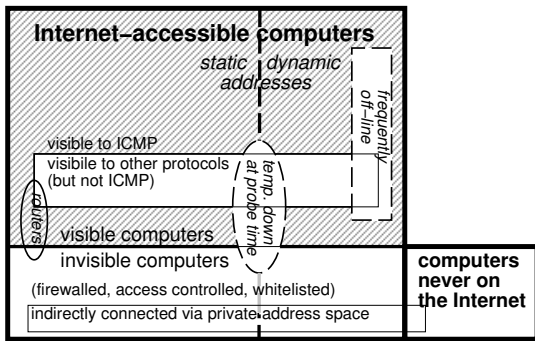 Internet-accessible computers
static dynamic
addresses
frequently
off-line
visible to ICMP
visibile to other protocols
(but not ICMP)
temp. down
at probe time
routers
visible computers
invisible computers
(firewalled, access controlled, whitelisted)
indirectly connected via private address space
computers
never on
the Internet